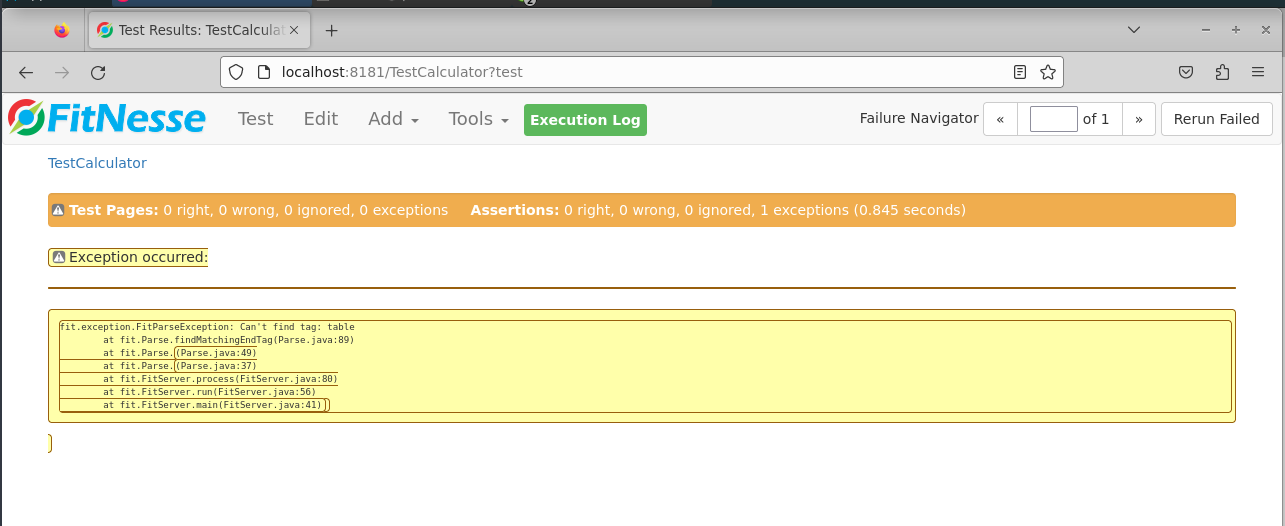 Test Results: TestCalculat
localhost:8181/TestCalculator?test
FitNesse Test Edit Add Tools Execution Log Failure Navigator « of 1 » Rerun Failed
TestCalculator
Test Pages: 0 right, 0 wrong, 0 ignored, 0 exceptions Assertions: 0 right, 0 wrong, 0 ignored, 1 exceptions (0.845 seconds)
Exception occurred:
fit.exception.FitParseException: Can't find tag: table
at fit.Parse.findMatchingEndTag(Parse.java:89)
at fit.Parse.(Parse.java:49)
at fit.Parse.(Parse.java:37)
at fit.FitServer.process(FitServer.java:80)
at fit.FitServer.run(FitServer.java:56)
at fit.FitServer.main(FitServer.java:41)